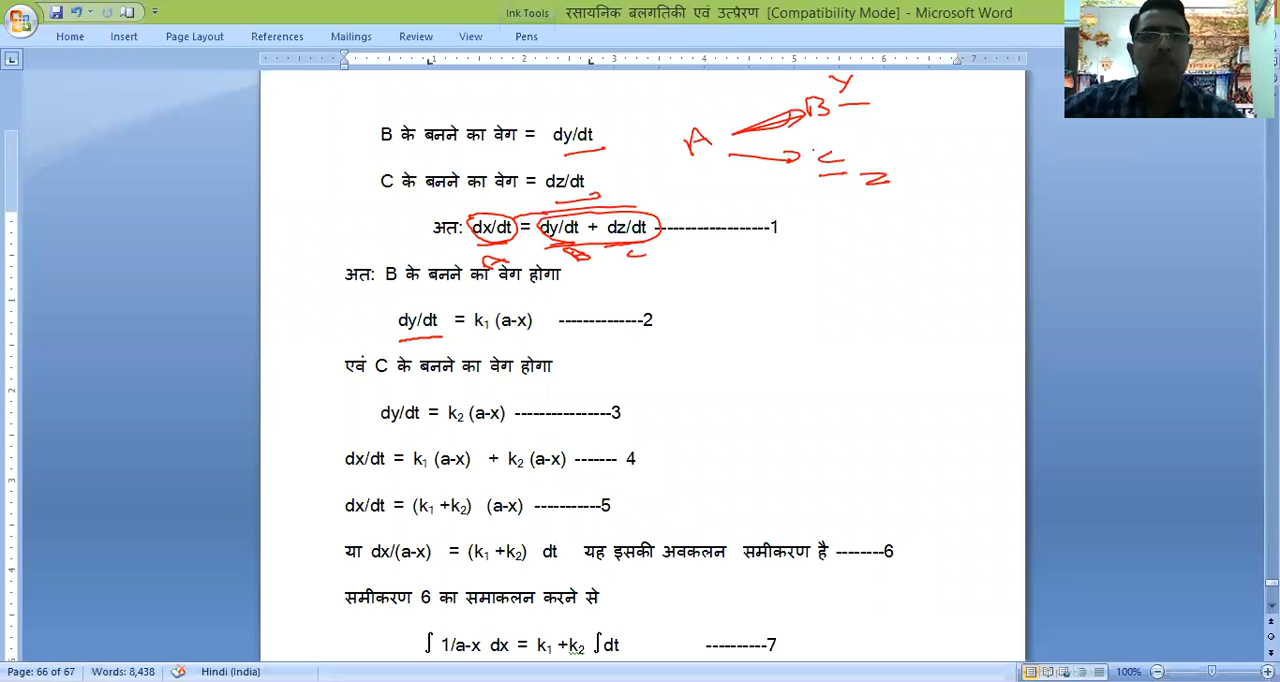 Ink Tools
रसायनिक बलगतिकी एवं उत्प्रेरण [Compatibility Mode] - Microsoft Word
Home Insert Page Layout References Mailings Review View Pens
B के बनने का वेग = dy/dt
C के बनने का वेग = dz/dt
अत: dx/dt = dy/dt + dz/dt -------------------1
A B y
C z
A B C
अत: B के बनने का वेग होगा
dy/dt = k₁ (a-x) --------------2
एवं C के बनने का वेग होगा
dy/dt = k₂ (a-x) ----------------3
dx/dt = k₁ (a-x) + k₂ (a-x) ------- 4
dx/dt = (k₁ +k₂) (a-x) -----------5
या dx/(a-x) = (k₁ +k₂) dt यह इसकी अवकलन समीकरण है --------6
समीकरण 6 का समाकलन करने से
∫ 1/a-x dx = k₁ +k₂ ∫dt ----------7
Page: 66 of 67 Words: 8,438 Hindi (India) 100%